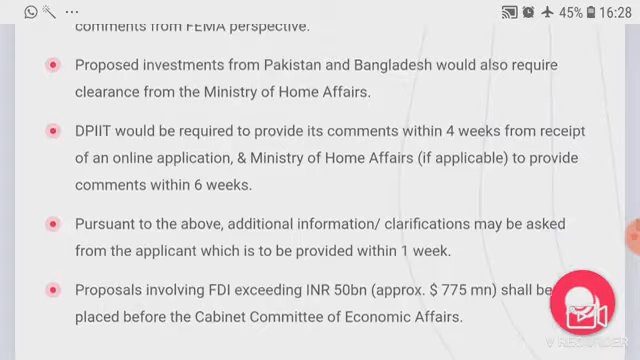 45% 16:28
comments from FEMA perspective.
Proposed investments from Pakistan and Bangladesh would also require
clearance from the Ministry of Home Affairs.
DPIIT would be required to provide its comments within 4 weeks from receipt
of an online application, & Ministry of Home Affairs (if applicable) to provide
comments within 6 weeks.
Pursuant to the above, additional information/ clarifications may be asked
from the applicant which is to be provided within 1 week.
Proposals involving FDI exceeding INR 50bn (approx. $ 775 mn) shall be
placed before the Cabinet Committee of Economic Affairs.
V RECORDER